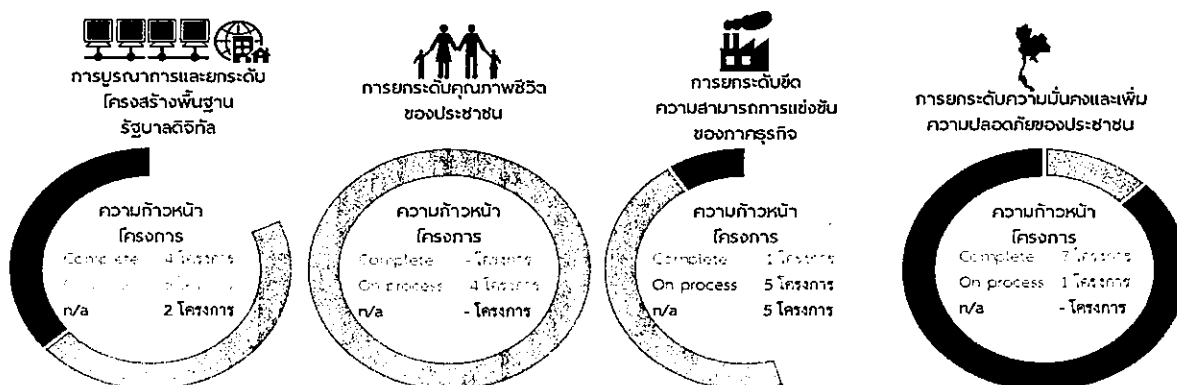 การบูรณาการและยกระดับ
โครงสร้างพื้นฐาน
รัฐบาลดิจิทัล
ความก้าวหน้า
โครงการ
Complete 4 โครงการ
โครงการ
n/a 2 โครงการ
การยกระดับคุณภาพชีวิต
ของประชาชน
ความก้าวหน้า
โครงการ
Complete - โครงการ
On process 4 โครงการ
n/a - โครงการ
การยกระดับขีด
ความสามารถการแข่งขัน
ของภาคธุรกิจ
ความก้าวหน้า
โครงการ
Complete 1 โครงการ
On process 5 โครงการ
n/a 5 โครงการ
การยกระดับความมั่นคงและเพิ่ม
ความปลอดภัยของประชาชน
ความก้าวหน้า
โครงการ
Complete 7 โครงการ
On process 1 โครงการ
n/a - โครงการ